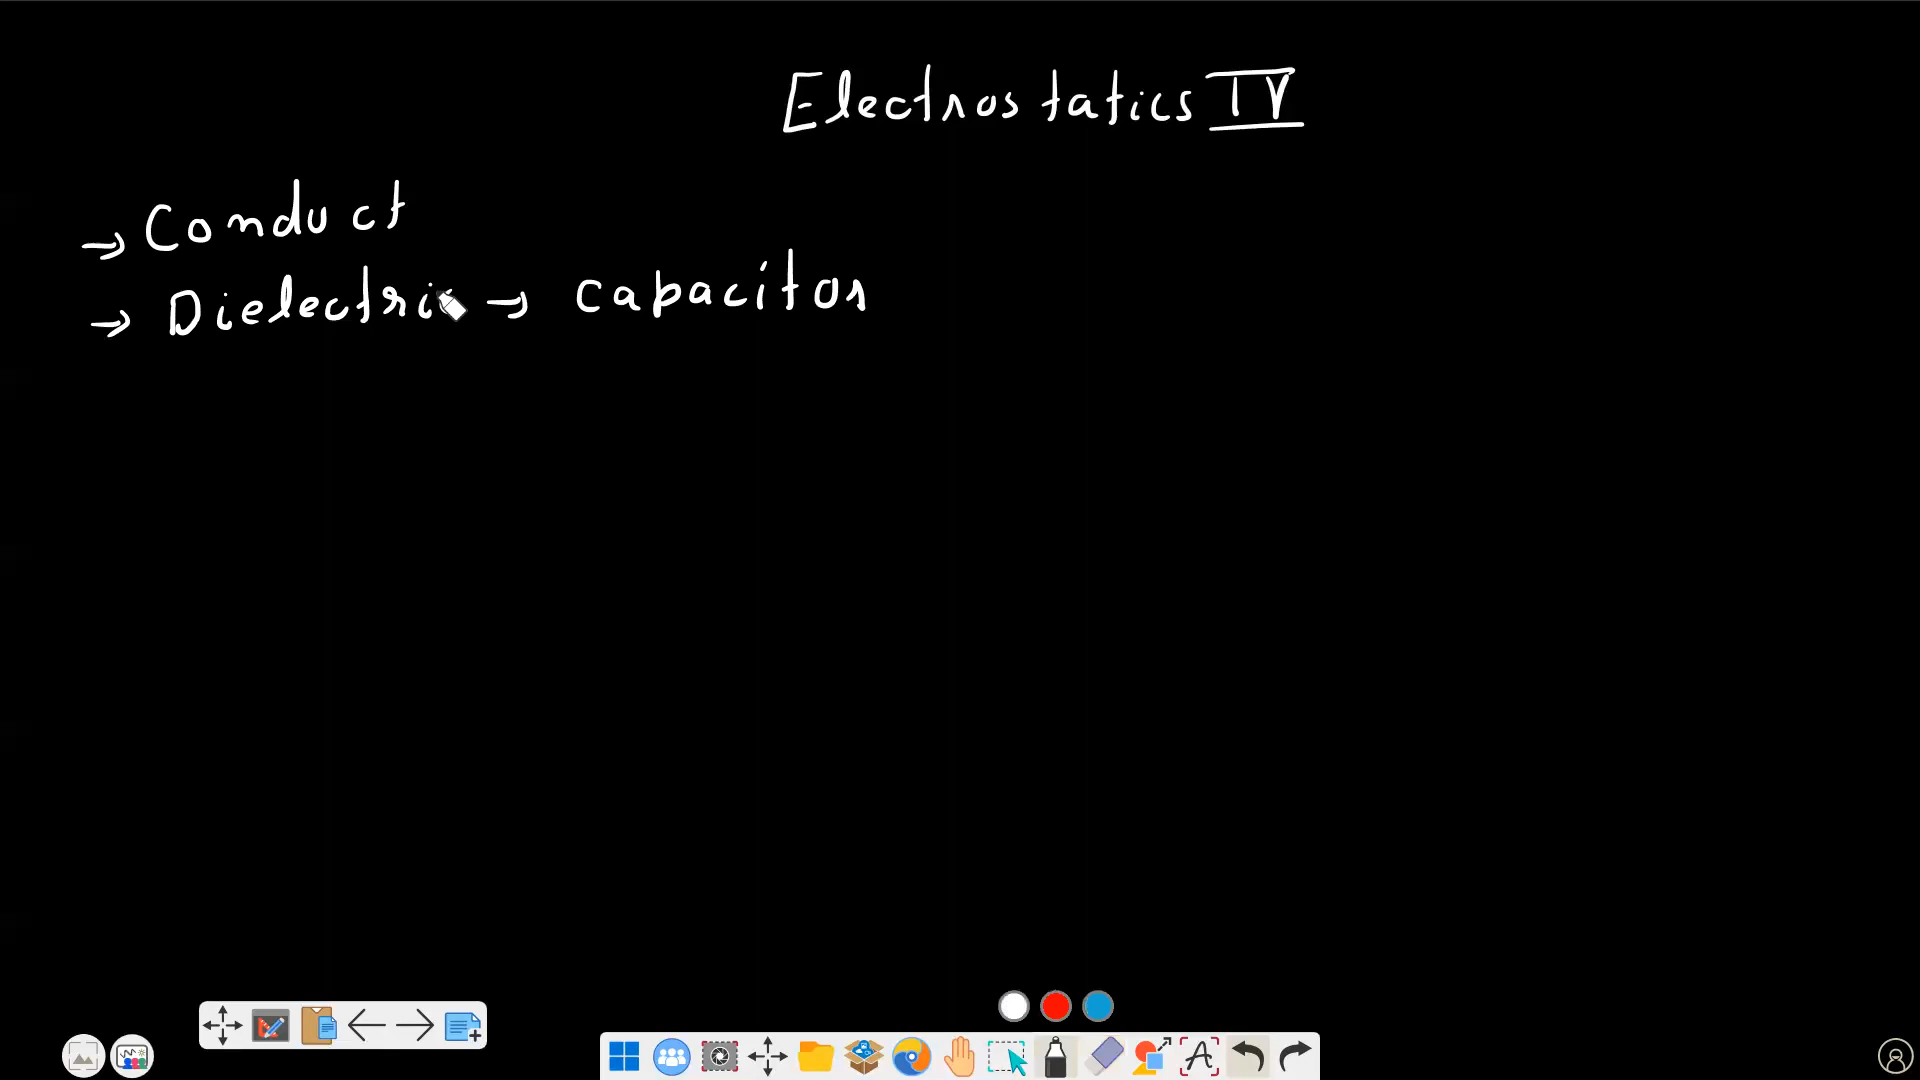 Electrostatics IV
→ Conduct
→ Dielectric → capacitor